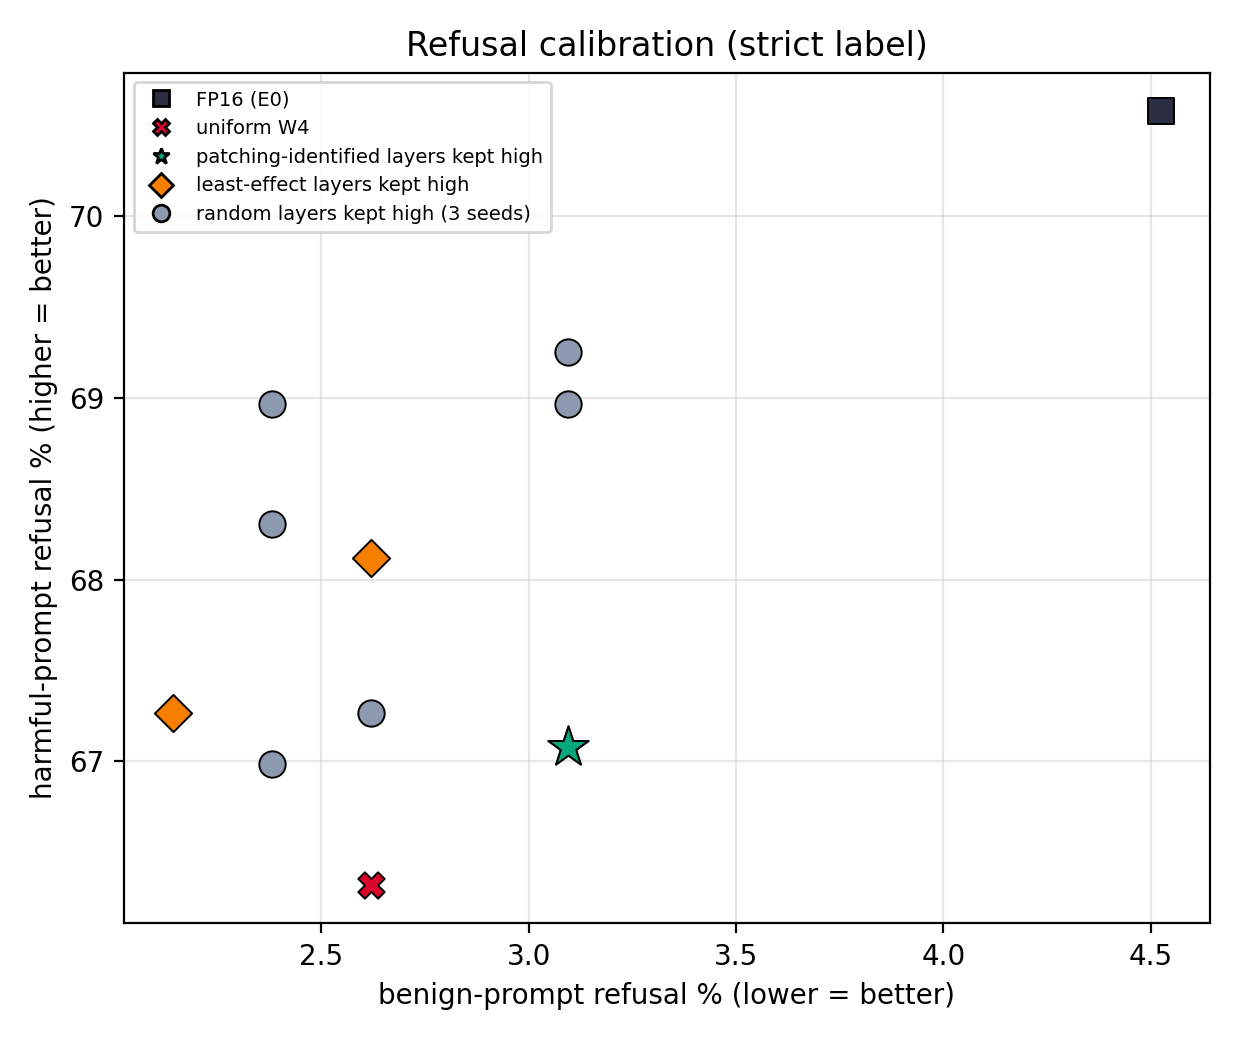 Refusal calibration (strict label)
FP16 (E0)
uniform W4
patching-identified layers kept high
least-effect layers kept high
random layers kept high (3 seeds)
harmful-prompt refusal % (higher = better)
70
69
68
67
2.5 3.0 3.5 4.0 4.5
benign-prompt refusal % (lower = better)